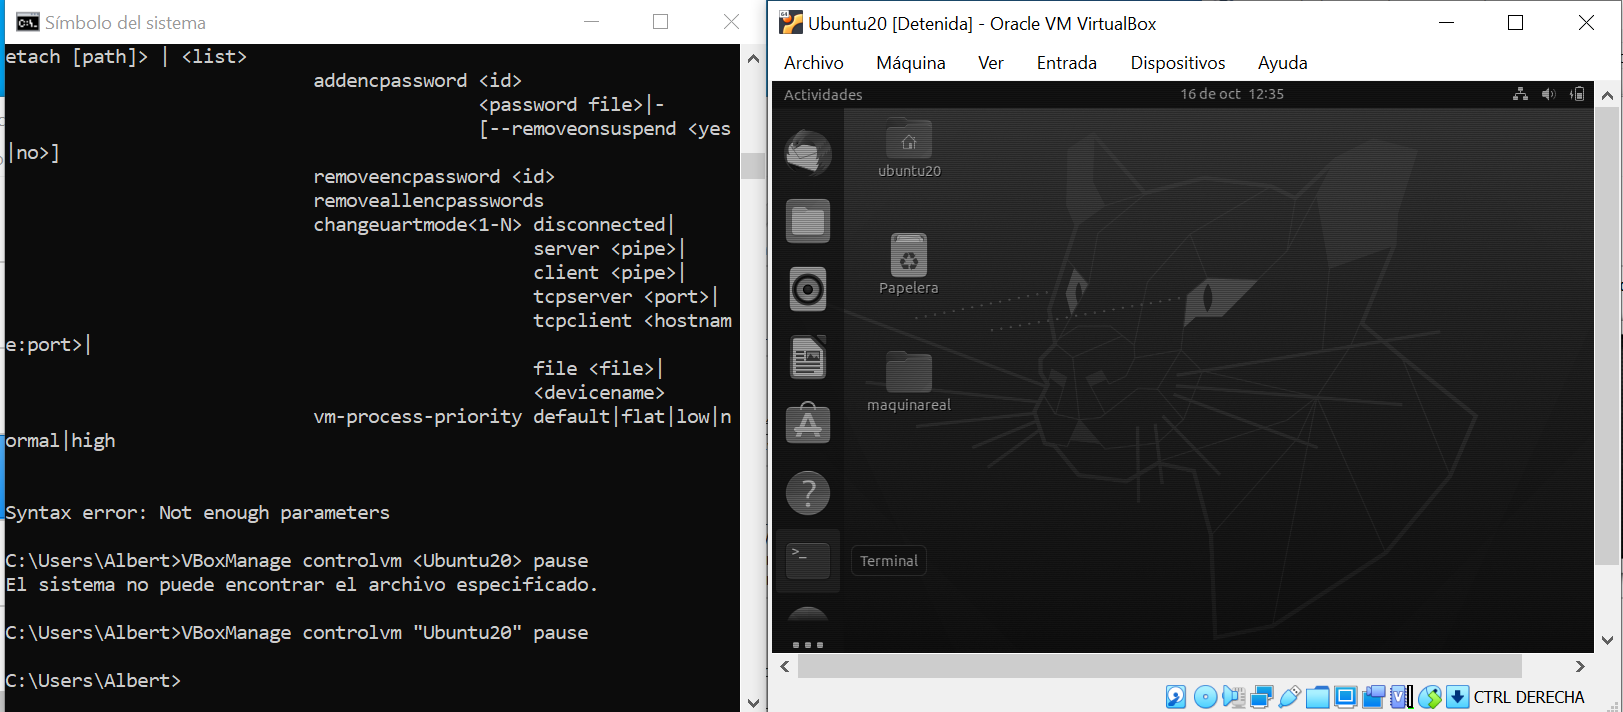 Símbolo del sistema
etach [path]> | <list>
addencpassword <id>
<password file>|-
[--removeonsuspend <yes
|no>]
removeencpassword <id>
removeallencpasswords
changeuartmode<1-N> disconnected|
server <pipe>|
client <pipe>|
tcpserver <port>|
tcpclient <hostnam
e:port>|
file <file>|
<devicename>
vm-process-priority default|flat|low|n
ormal|high
Syntax error: Not enough parameters
C:\Users\Albert>VBoxManage controlvm <Ubuntu20> pause
El sistema no puede encontrar el archivo especificado.
C:\Users\Albert>VBoxManage controlvm "Ubuntu20" pause
C:\Users\Albert>
Ubuntu20 [Detenida] - Oracle VM VirtualBox
Archivo Máquina Ver Entrada Dispositivos Ayuda
Actividades 16 de oct 12:35
ubuntu20
Papelera
maquinareal
Terminal
CTRL DERECHA